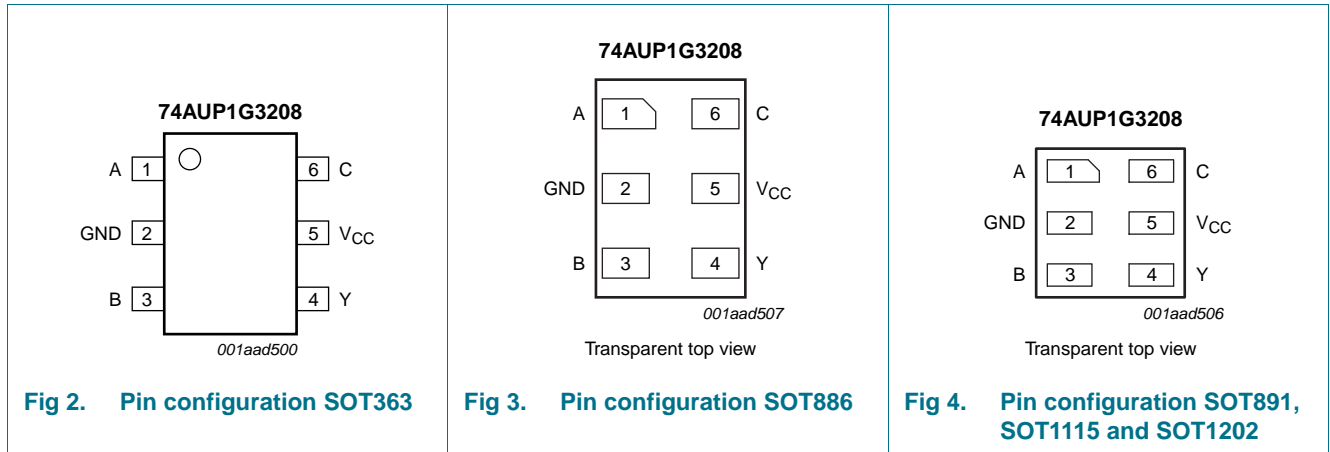 74AUP1G3208
A 1 6 C
GND 2 5 VCC
B 3 4 Y
001aad500
Fig 2. Pin configuration SOT363
74AUP1G3208
A 1 6 C
GND 2 5 VCC
B 3 4 Y
001aad507
Transparent top view
Fig 3. Pin configuration SOT886
74AUP1G3208
A 1 6 C
GND 2 5 VCC
B 3 4 Y
001aad506
Transparent top view
Fig 4. Pin configuration SOT891,
SOT1115 and SOT1202